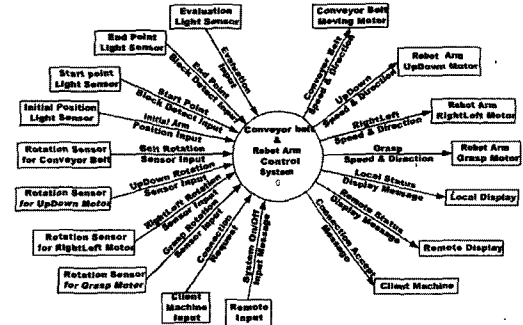 Evaluation
Light Sensor
Conveyor Belt
Moving Motor
End Point
Light Sensor
Evaluation
Input
Conveyor Belt
Speed & Direction
Robot Arm
UpDown Motor
End Point
Block Detect Input
UpDown
Speed & Direction
Start point
Light Sensor
Start Point
Block Detect Input
RightLeft
Speed & Direction
Robot Arm
RightLeft Motor
Initial Position
Light Sensor
Initial Arm
Position Input
Conveyor belt
&
Robot Arm
Control
System
Grasp
Speed & Direction
Robot Arm
Grasp Motor
Rotation Sensor
for Conveyor Belt
Belt Rotation
Sensor Input
Local Status
Display Message
Local Display
Rotation Sensor
for UpDown Motor
UpDown Rotation
Sensor Input
Remote Status
Display Message
Remote Display
Rotation Sensor
for RightLeft Motor
RightLeft Rotation
Sensor Input
Connection Accept
Message
Client Machine
Rotation Sensor
for Grasp Motor
Grasp Rotation
Sensor Input
Connection
Request
System On/Off
Input Message
Client
Machine
Input
Remote
Input